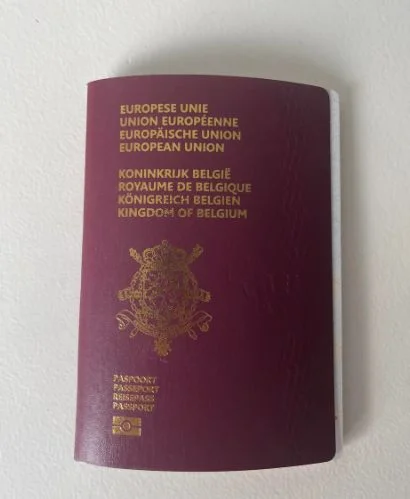 EUROPESE UNIE
UNION EUROPÉENNE
EUROPÄISCHE UNION
EUROPEAN UNION
KONINKRIJK BELGIË
ROYAUME DE BELGIQUE
KÖNIGREICH BELGIEN
KINGDOM OF BELGIUM
PASPOORT
PASSEPORT
REISEPASS
PASSPORT